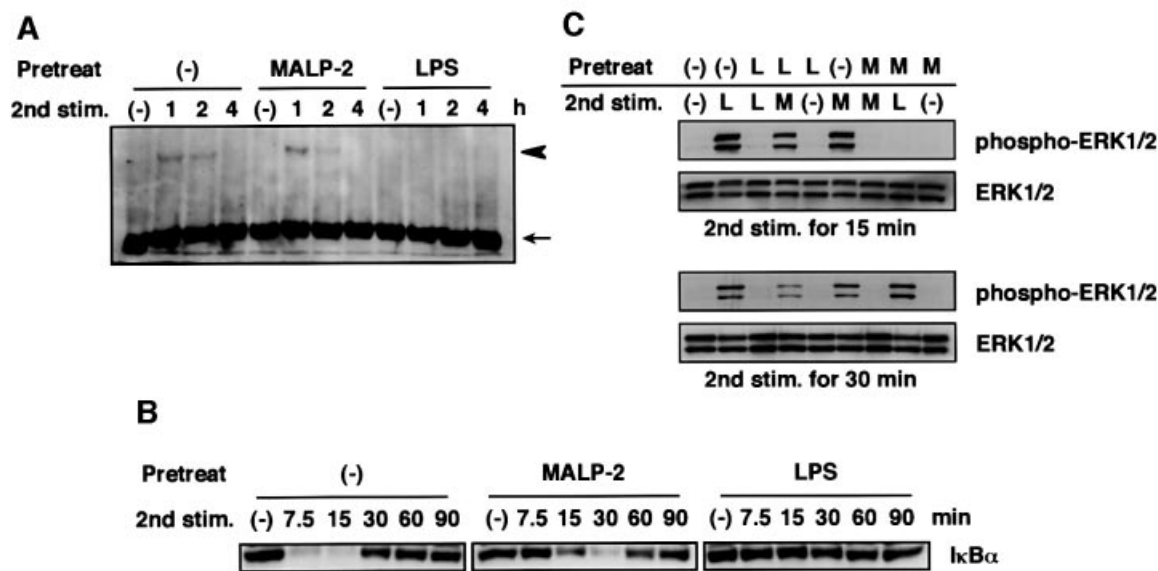 A
Pretreat (-) MALP-2 LPS
2nd stim. (-) 1 2 4 (-) 1 2 4 (-) 1 2 4 h
C
Pretreat (-) (-) L L L (-) M M M
2nd stim. (-) L L M (-) M M L (-)
phospho-ERK1/2
ERK1/2
2nd stim. for 15 min
phospho-ERK1/2
ERK1/2
2nd stim. for 30 min
B
Pretreat (-) MALP-2 LPS
2nd stim. (-) 7.5 15 30 60 90 (-) 7.5 15 30 60 90 (-) 7.5 15 30 60 90 min
IκBα